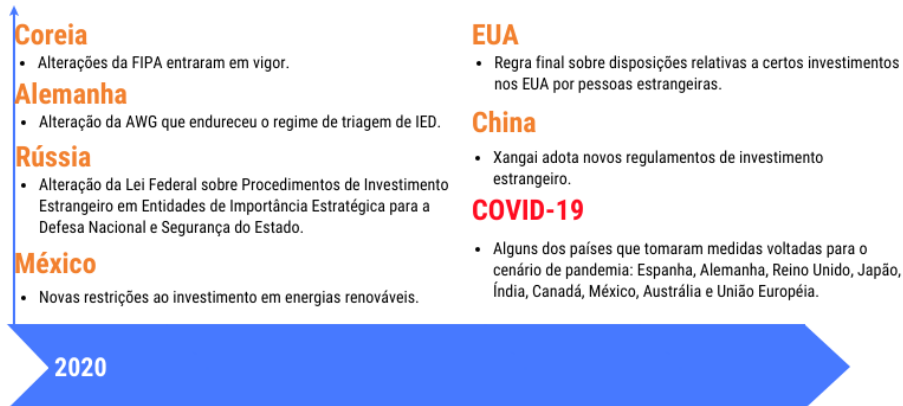 Coreia
• Alterações da FIPA entraram em vigor.
Alemanha
• Alteração da AWG que endureceu o regime de triagem de IED.
Rússia
• Alteração da Lei Federal sobre Procedimentos de Investimento
Estrangeiro em Entidades de Importância Estratégica para a
Defesa Nacional e Segurança do Estado.
México
• Novas restrições ao investimento em energias renováveis.
EUA
• Regra final sobre disposições relativas a certos investimentos
nos EUA por pessoas estrangeiras.
China
• Xangai adota novos regulamentos de investimento
estrangeiro.
COVID-19
• Alguns dos países que tomaram medidas voltadas para o
cenário de pandemia: Espanha, Alemanha, Reino Unido, Japão,
Índia, Canadá, México, Austrália e União Européia.
2020